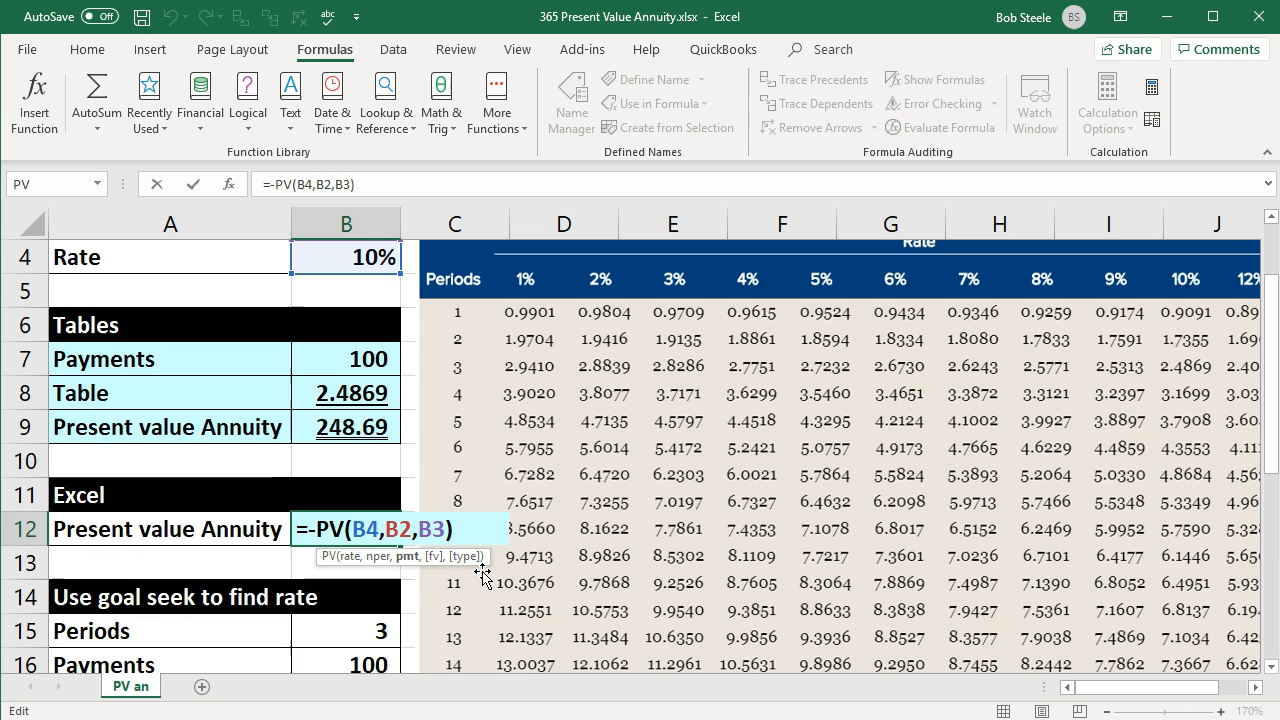 AutoSave Off abc 365 Present Value Annuity.xlsx - Excel Bob Steele BS
File Home Insert Page Layout Formulas Data Review View Add-ins Help QuickBooks Search Share Comments
fx θ
Insert Function AutoSum Recently Used Financial Logical Text Date & Time Lookup & Reference Math & Trig More Functions
Name Manager Define Name Use in Formula Create from Selection
Trace Precedents Trace Dependents Remove Arrows Show Formulas Error Checking Evaluate Formula Watch Window Calculation Options
Function Library Defined Names Formula Auditing Calculation
PV fx =-PV(B4,B2,B3)
A B C D E F G H I J
Rate
4 Rate 10%
Periods 1% 2% 3% 4% 5% 6% 7% 8% 9% 10% 12%
5
1 0.9901 0.9804 0.9709 0.9615 0.9524 0.9434 0.9346 0.9259 0.9174 0.9091 0.89
6 Tables
2 1.9704 1.9416 1.9135 1.8861 1.8594 1.8334 1.8080 1.7833 1.7591 1.7355 1.69
7 Payments 100
3 2.9410 2.8839 2.8286 2.7751 2.7232 2.6730 2.6243 2.5771 2.5313 2.4869 2.40
8 Table 2.4869
4 3.9020 3.8077 3.7171 3.6299 3.5460 3.4651 3.3872 3.3121 3.2397 3.1699 3.03
9 Present value Annuity 248.69
5 4.8534 4.7135 4.5797 4.4518 4.3295 4.2124 4.1002 3.9927 3.8897 3.7908 3.60
10
6 5.7955 5.6014 5.4172 5.2421 5.0757 4.9173 4.7665 4.6229 4.4859 4.3553 4.11
7 6.7282 6.4720 6.2303 6.0021 5.7864 5.5824 5.3893 5.2064 5.0330 4.8684 4.56
11 Excel
8 7.6517 7.3255 7.0197 6.7327 6.4632 6.2098 5.9713 5.7466 5.5348 5.3349 4.96
12 Present value Annuity =-PV(B4,B2,B3)
.5660 8.1622 7.7861 7.4353 7.1078 6.8017 6.5152 6.2469 5.9952 5.7590 5.32
PV(rate, nper, pmt, [fv], [type])
9.4713 8.9826 8.5302 8.1109 7.7217 7.3601 7.0236 6.7101 6.4177 6.1446 5.65
13
11 10.3676 9.7868 9.2526 8.7605 8.3064 7.8869 7.4987 7.1390 6.8052 6.4951 5.93
14 Use goal seek to find rate
12 11.2551 10.5753 9.9540 9.3851 8.8633 8.3838 7.9427 7.5361 7.1607 6.8137 6.19
15 Periods 3
13 12.1337 11.3484 10.6350 9.9856 9.3936 8.8527 8.3577 7.9038 7.4869 7.1034 6.42
16 Payments 100
14 13.0037 12.1062 11.2961 10.5631 9.8986 9.2950 8.7455 8.2442 7.7862 7.3667 6.62
PV an
Edit 170%